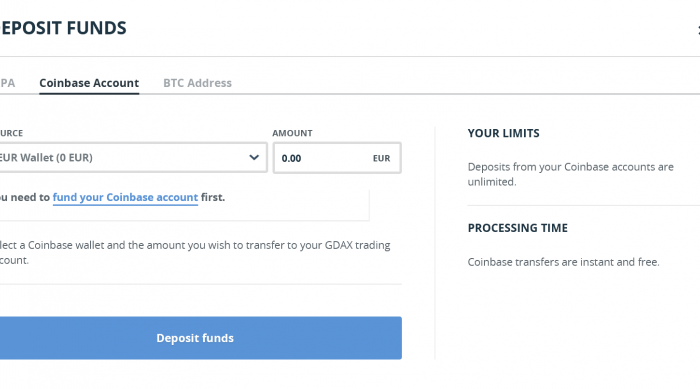 EPOSIT FUNDS
PA Coinbase Account BTC Address
URCE AMOUNT
EUR Wallet (0 EUR) 0.00 EUR
u need to fund your Coinbase account first.
lect a Coinbase wallet and the amount you wish to transfer to your GDAX trading
count.
Deposit funds
YOUR LIMITS
Deposits from your Coinbase accounts are
unlimited.
PROCESSING TIME
Coinbase transfers are instant and free.